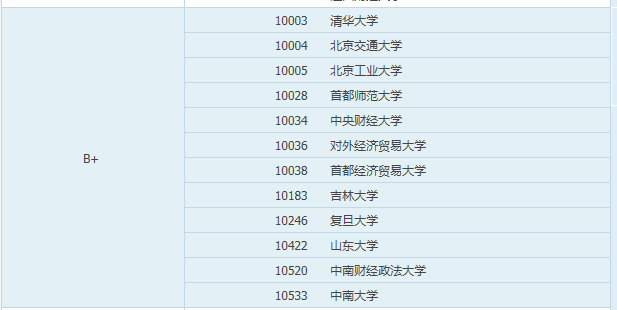 10003 清华大学
10004 北京交通大学
10005 北京工业大学
10028 首都师范大学
10034 中央财经大学
10036 对外经济贸易大学
B+ 10038 首都经济贸易大学
10183 吉林大学
10246 复旦大学
10422 山东大学
10520 中南财经政法大学
10533 中南大学